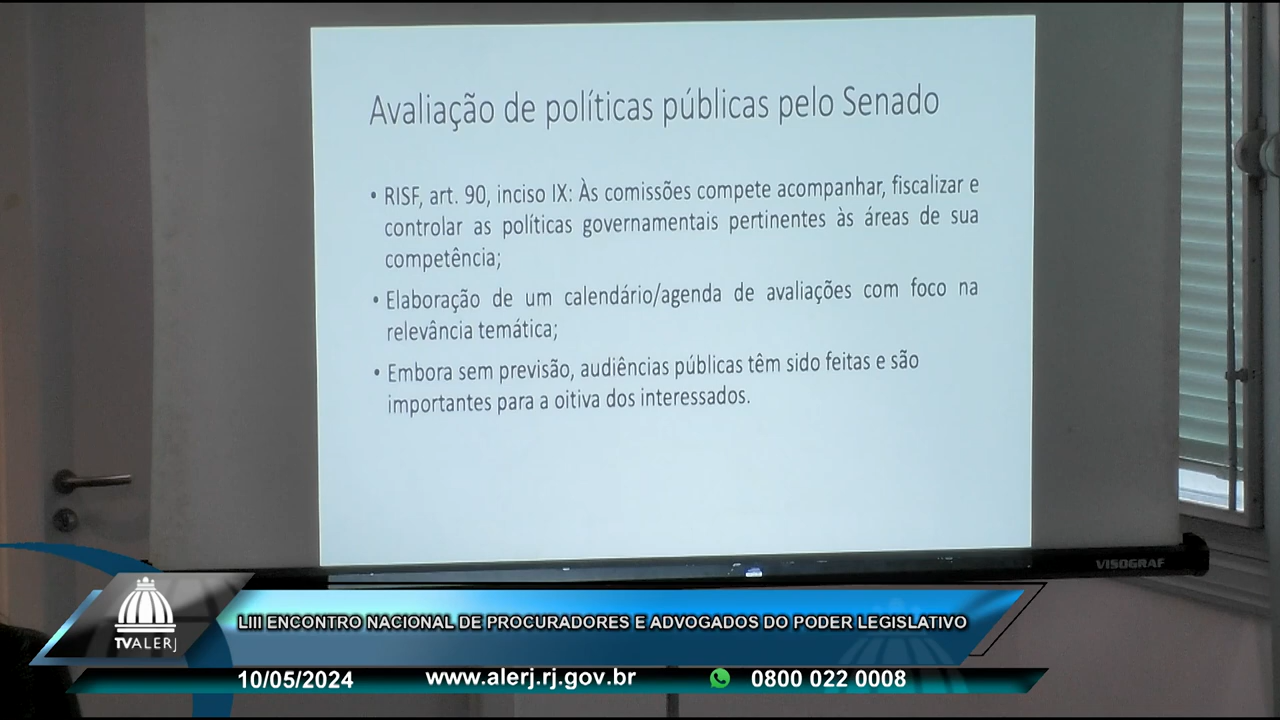 Avaliação de políticas públicas pelo Senado
• RISF, art. 90, inciso IX: Às comissões compete acompanhar, fiscalizar e
controlar as políticas governamentais pertinentes às áreas de sua
competência;
• Elaboração de um calendário/agenda de avaliações com foco na
relevância temática;
• Embora sem previsão, audiências públicas têm sido feitas e são
importantes para a oitiva dos interessados.
VISOGRAF
LIII ENCONTRO NACIONAL DE PROCURADORES E ADVOGADOS DO PODER LEGISLATIVO
TVALERJ
10/05/2024 www.alerj.rj.gov.br 0800 022 0008